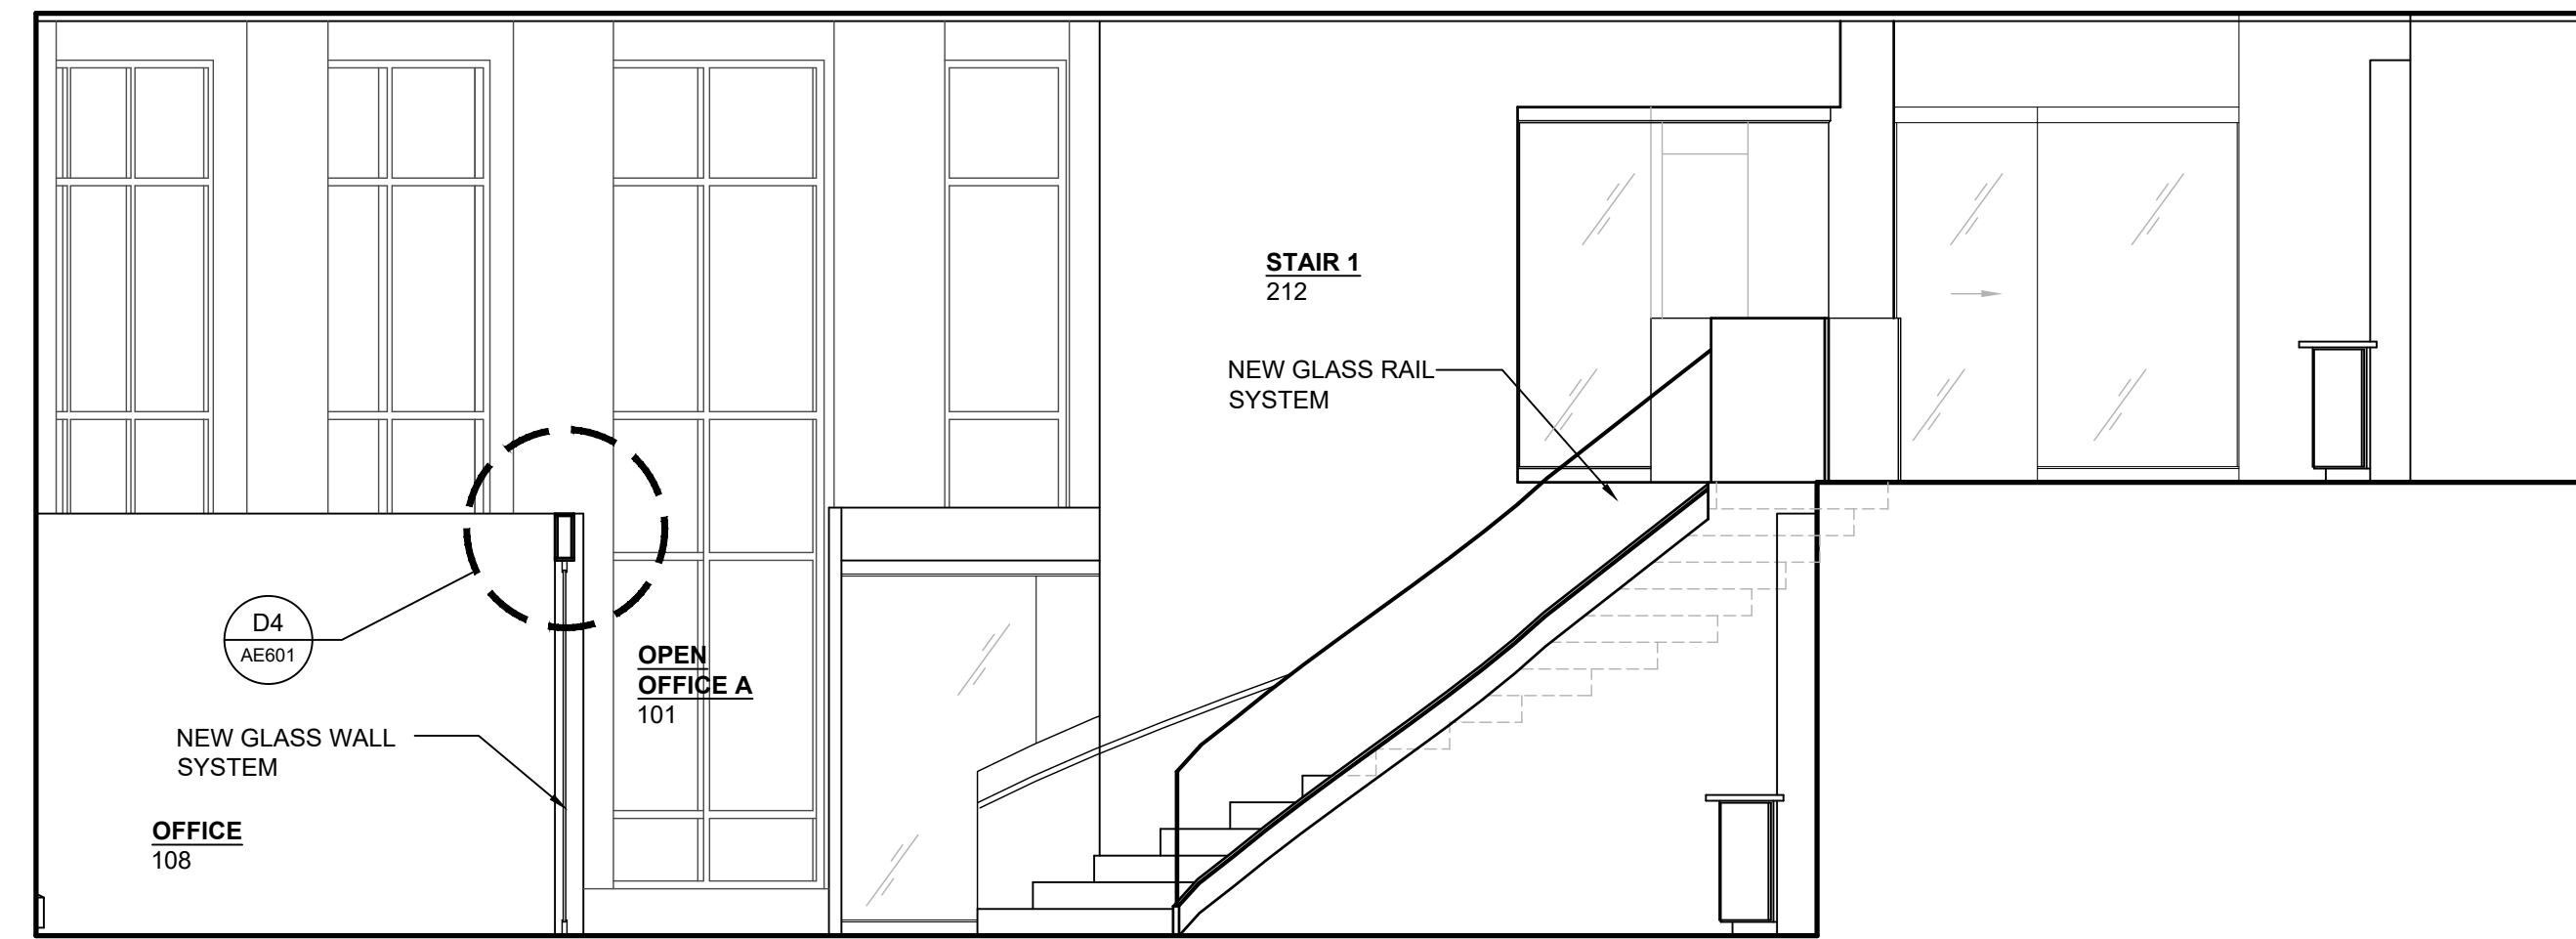 STAIR 1
212
NEW GLASS RAIL
SYSTEM
D4
AE601
OPEN
OFFICE A
101
NEW GLASS WALL
SYSTEM
OFFICE
108